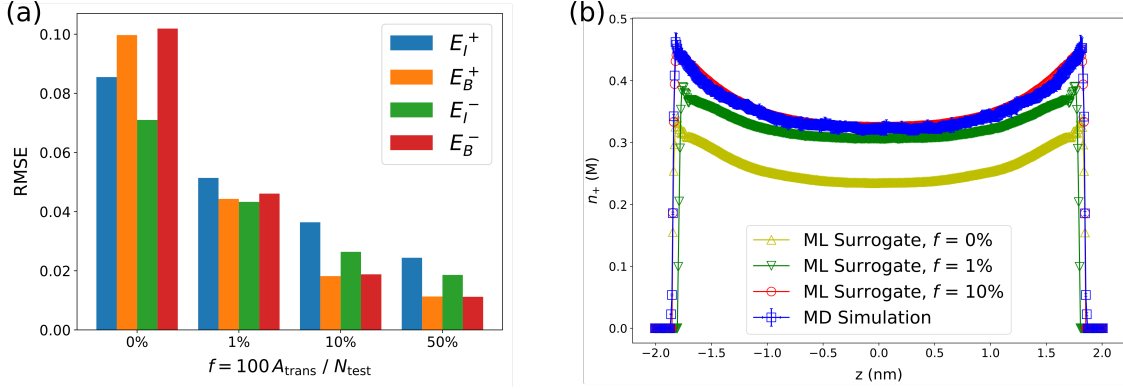 (a)
0.10
0.08
0.06
0.04
0.02
0.00
RMSE
E_I^+
E_B^+
E_I^-
E_B^-
0%
1%
10%
50%
f = 100 A_trans / N_test
(b)
0.5
0.4
0.3
0.2
0.1
0.0
n_+ (M)
ML Surrogate, f = 0%
ML Surrogate, f = 1%
ML Surrogate, f = 10%
MD Simulation
−2.0
−1.5
−1.0
−0.5
0.0
0.5
1.0
1.5
2.0
z (nm)